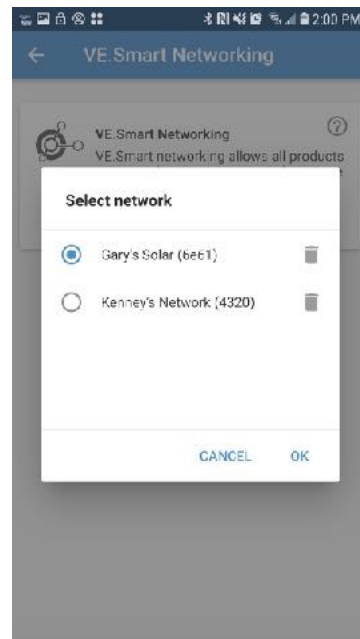 2:00 PM
VE.Smart Networking
VE.Smart Networking
VE.Smart networking allows all products
Select network
Gary's Solar (6e61)
Kenney's Network (4320)
CANCEL OK